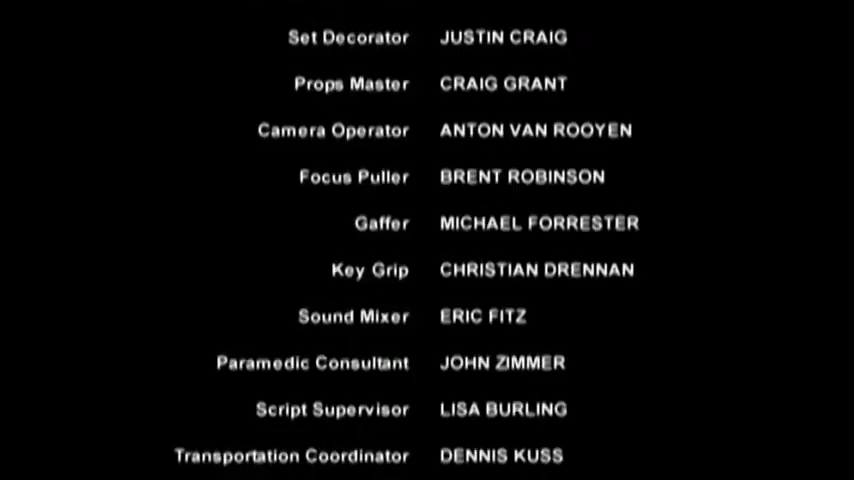 Set Decorator JUSTIN CRAIG
Props Master CRAIG GRANT
Camera Operator ANTON VAN ROOYEN
Focus Puller BRENT ROBINSON
Gaffer MICHAEL FORRESTER
Key Grip CHRISTIAN DRENNAN
Sound Mixer ERIC FITZ
Paramedic Consultant JOHN ZIMMER
Script Supervisor LISA BURLING
Transportation Coordinator DENNIS KUSS